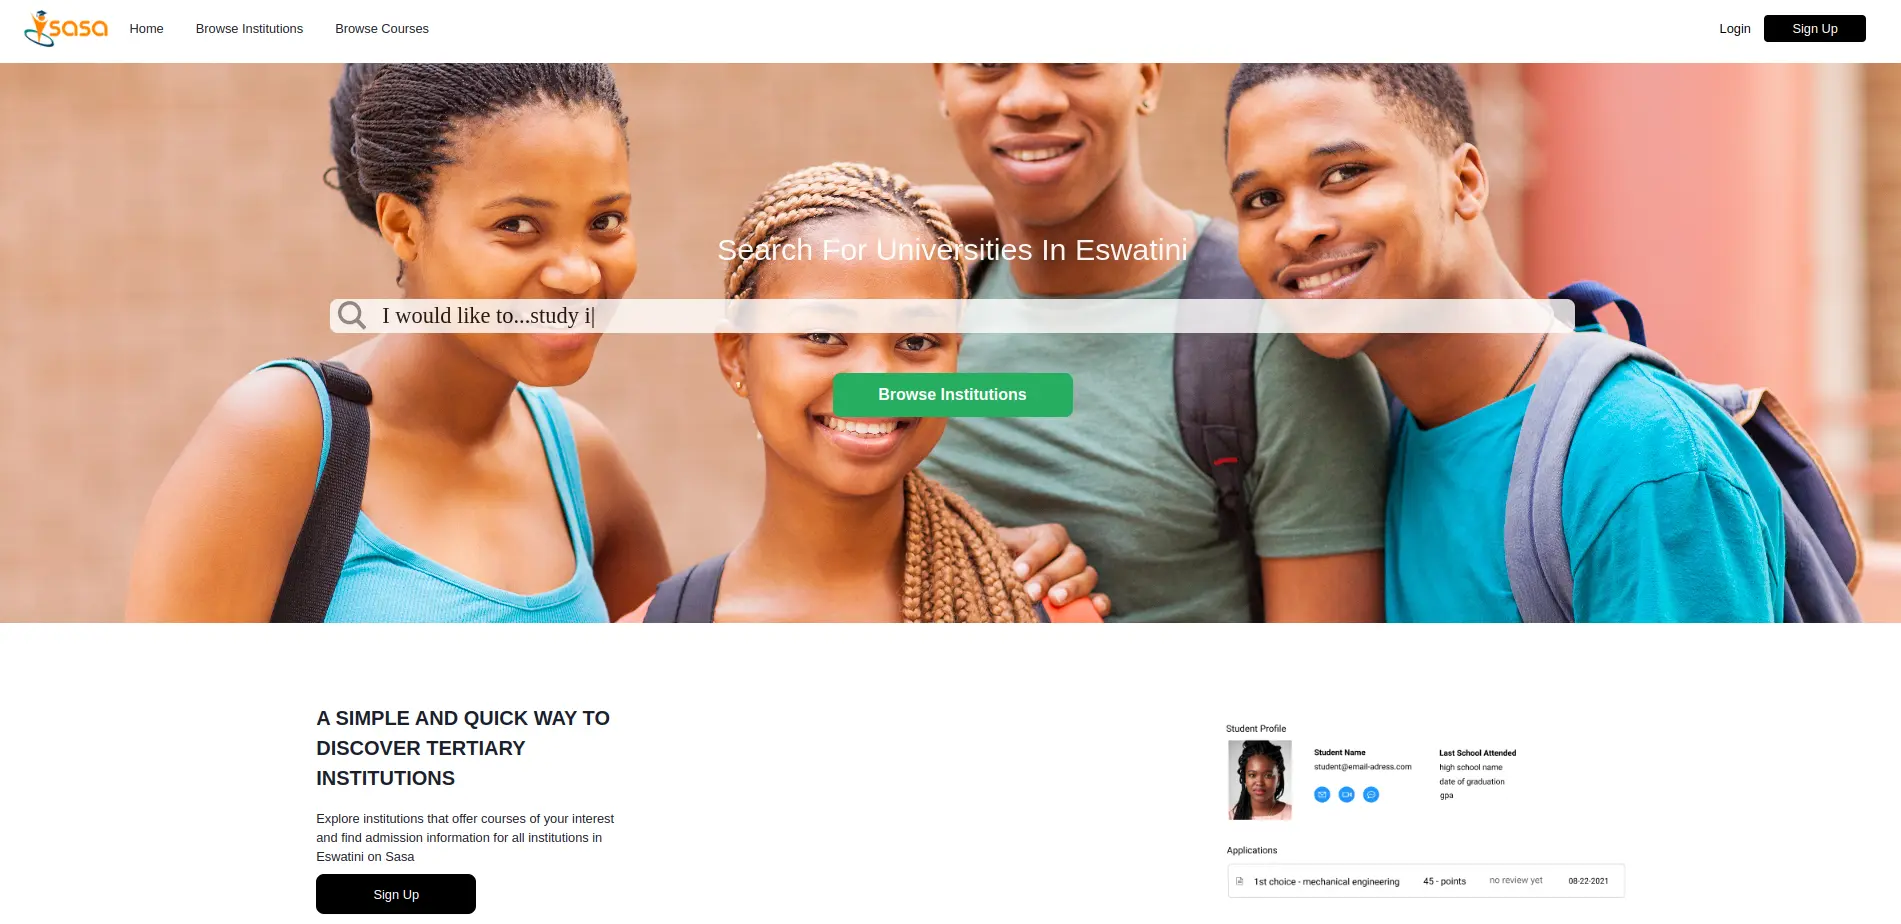 sasa
Home
Browse Institutions
Browse Courses
Login
Sign Up
Search For Universities In Eswatini
I would like to...study i|
Browse Institutions
A SIMPLE AND QUICK WAY TO
DISCOVER TERTIARY
INSTITUTIONS
Explore institutions that offer courses of your interest
and find admission information for all institutions in
Eswatini on Sasa
Sign Up
Student Profile
Student Name
student@email-adress.com
Last School Attended
high school name
date of graduation
gpa
Applications
1st choice - mechanical engineering 45 - points no review yet 08-22-2021